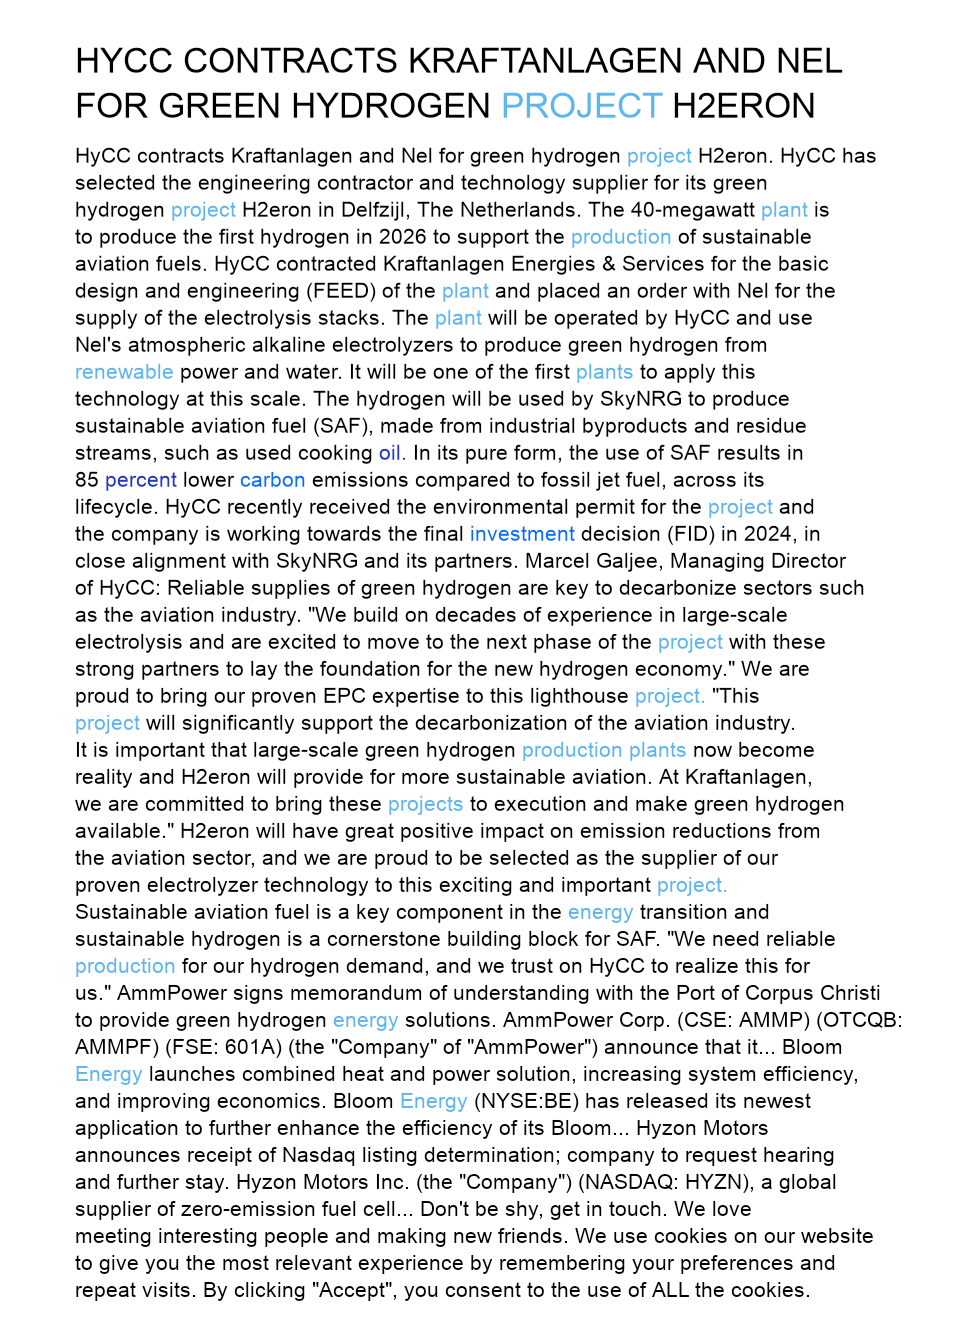 HYCC CONTRACTS KRAFTANLAGEN AND NEL
FOR GREEN HYDROGEN PROJECT H2ERON
HyCC contracts Kraftanlagen and Nel for green hydrogen project H2eron. HyCC has
selected the engineering contractor and technology supplier for its green
hydrogen project H2eron in Delfzijl, The Netherlands. The 40-megawatt plant is
to produce the first hydrogen in 2026 to support the production of sustainable
aviation fuels. HyCC contracted Kraftanlagen Energies & Services for the basic
design and engineering (FEED) of the plant and placed an order with Nel for the
supply of the electrolysis stacks. The plant will be operated by HyCC and use
Nel's atmospheric alkaline electrolyzers to produce green hydrogen from
renewable power and water. It will be one of the first plants to apply this
technology at this scale. The hydrogen will be used by SkyNRG to produce
sustainable aviation fuel (SAF), made from industrial byproducts and residue
streams, such as used cooking oil. In its pure form, the use of SAF results in
85 percent lower carbon emissions compared to fossil jet fuel, across its
lifecycle. HyCC recently received the environmental permit for the project and
the company is working towards the final investment decision (FID) in 2024, in
close alignment with SkyNRG and its partners. Marcel Galjee, Managing Director
of HyCC: Reliable supplies of green hydrogen are key to decarbonize sectors such
as the aviation industry. "We build on decades of experience in large-scale
electrolysis and are excited to move to the next phase of the project with these
strong partners to lay the foundation for the new hydrogen economy." We are
proud to bring our proven EPC expertise to this lighthouse project. "This
project will significantly support the decarbonization of the aviation industry.
It is important that large-scale green hydrogen production plants now become
reality and H2eron will provide for more sustainable aviation. At Kraftanlagen,
we are committed to bring these projects to execution and make green hydrogen
available." H2eron will have great positive impact on emission reductions from
the aviation sector, and we are proud to be selected as the supplier of our
proven electrolyzer technology to this exciting and important project.
Sustainable aviation fuel is a key component in the energy transition and
sustainable hydrogen is a cornerstone building block for SAF. "We need reliable
production for our hydrogen demand, and we trust on HyCC to realize this for
us." AmmPower signs memorandum of understanding with the Port of Corpus Christi
to provide green hydrogen energy solutions. AmmPower Corp. (CSE: AMMP) (OTCQB:
AMMPF) (FSE: 601A) (the "Company" of "AmmPower") announce that it... Bloom
Energy launches combined heat and power solution, increasing system efficiency,
and improving economics. Bloom Energy (NYSE:BE) has released its newest
application to further enhance the efficiency of its Bloom... Hyzon Motors
announces receipt of Nasdaq listing determination; company to request hearing
and further stay. Hyzon Motors Inc. (the "Company") (NASDAQ: HYZN), a global
supplier of zero-emission fuel cell... Don't be shy, get in touch. We love
meeting interesting people and making new friends. We use cookies on our website
to give you the most relevant experience by remembering your preferences and
repeat visits. By clicking "Accept", you consent to the use of ALL the cookies.